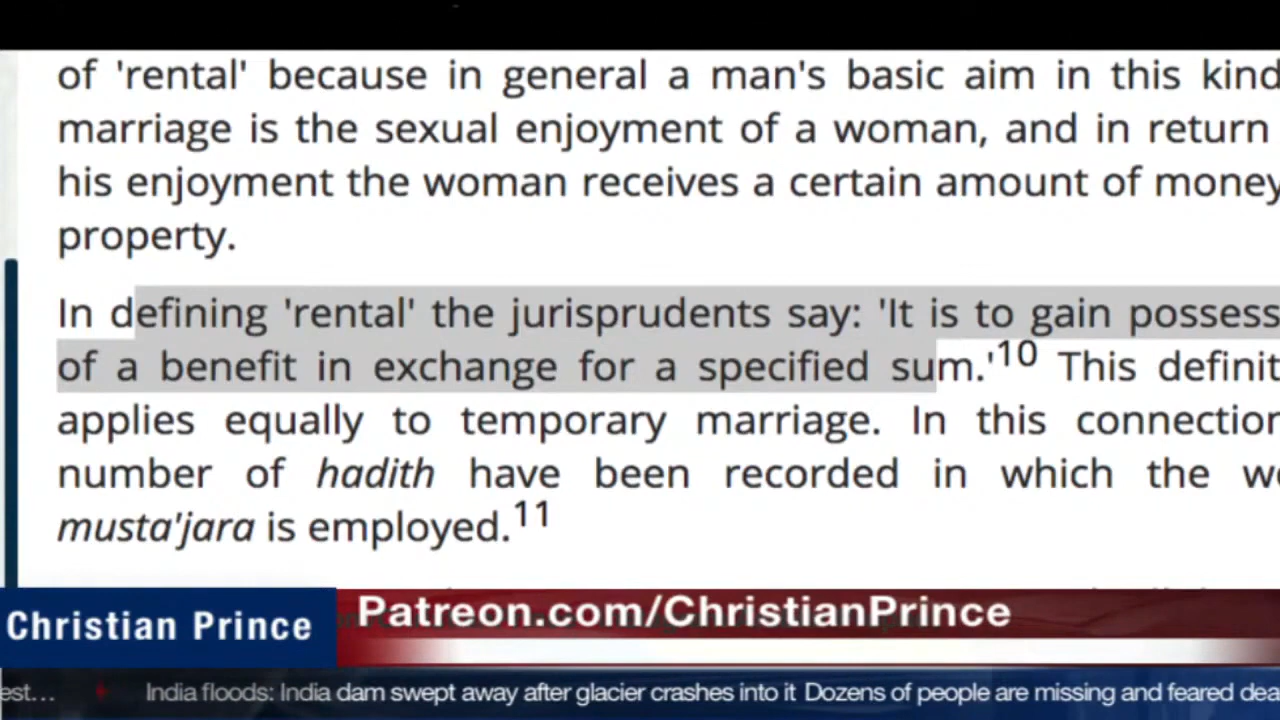 of 'rental' because in general a man's basic aim in this kind
marriage is the sexual enjoyment of a woman, and in return
his enjoyment the woman receives a certain amount of money
property.
In defining 'rental' the jurisprudents say: 'It is to gain possess
of a benefit in exchange for a specified sum.'10 This definit
applies equally to temporary marriage. In this connection
number of hadith have been recorded in which the wo
musta'jara is employed.11
Christian Prince
Patreon.com/ChristianPrince
est... India floods: India dam swept away after glacier crashes into it Dozens of people are missing and feared dea